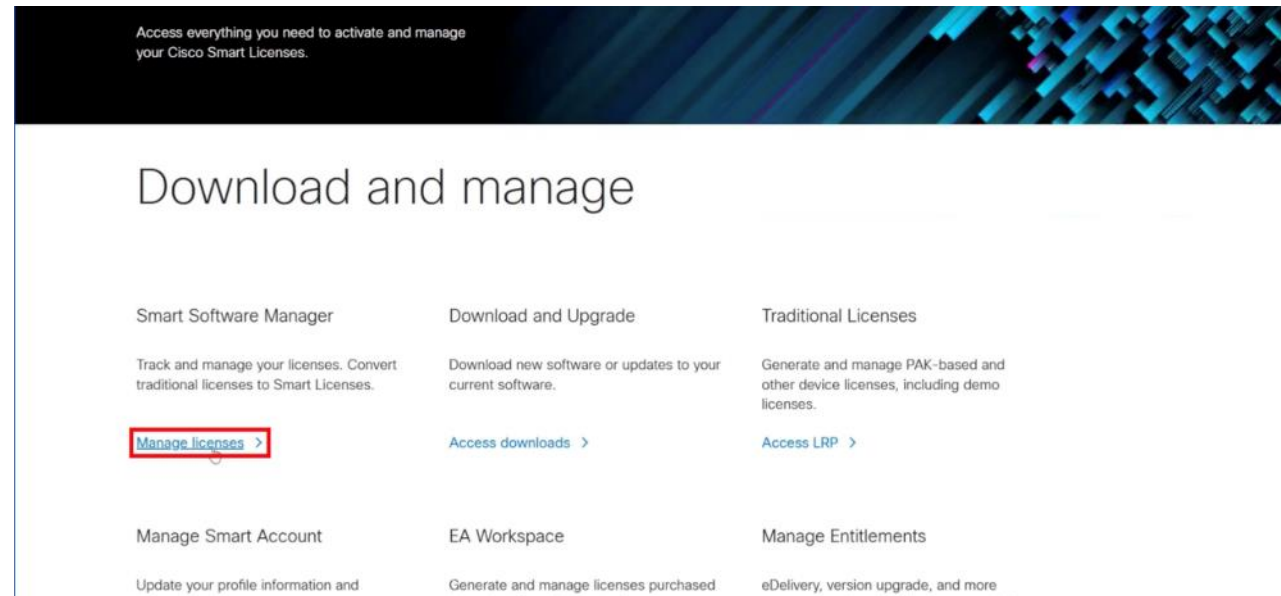 Access everything you need to activate and manage
your Cisco Smart Licenses.
Download and manage
Smart Software Manager
Track and manage your licenses. Convert
traditional licenses to Smart Licenses.
Manage licenses >
Download and Upgrade
Download new software or updates to your
current software.
Access downloads >
Traditional Licenses
Generate and manage PAK-based and
other device licenses, including demo
licenses.
Access LRP >
Manage Smart Account
Update your profile information and
EA Workspace
Generate and manage licenses purchased
Manage Entitlements
eDelivery, version upgrade, and more